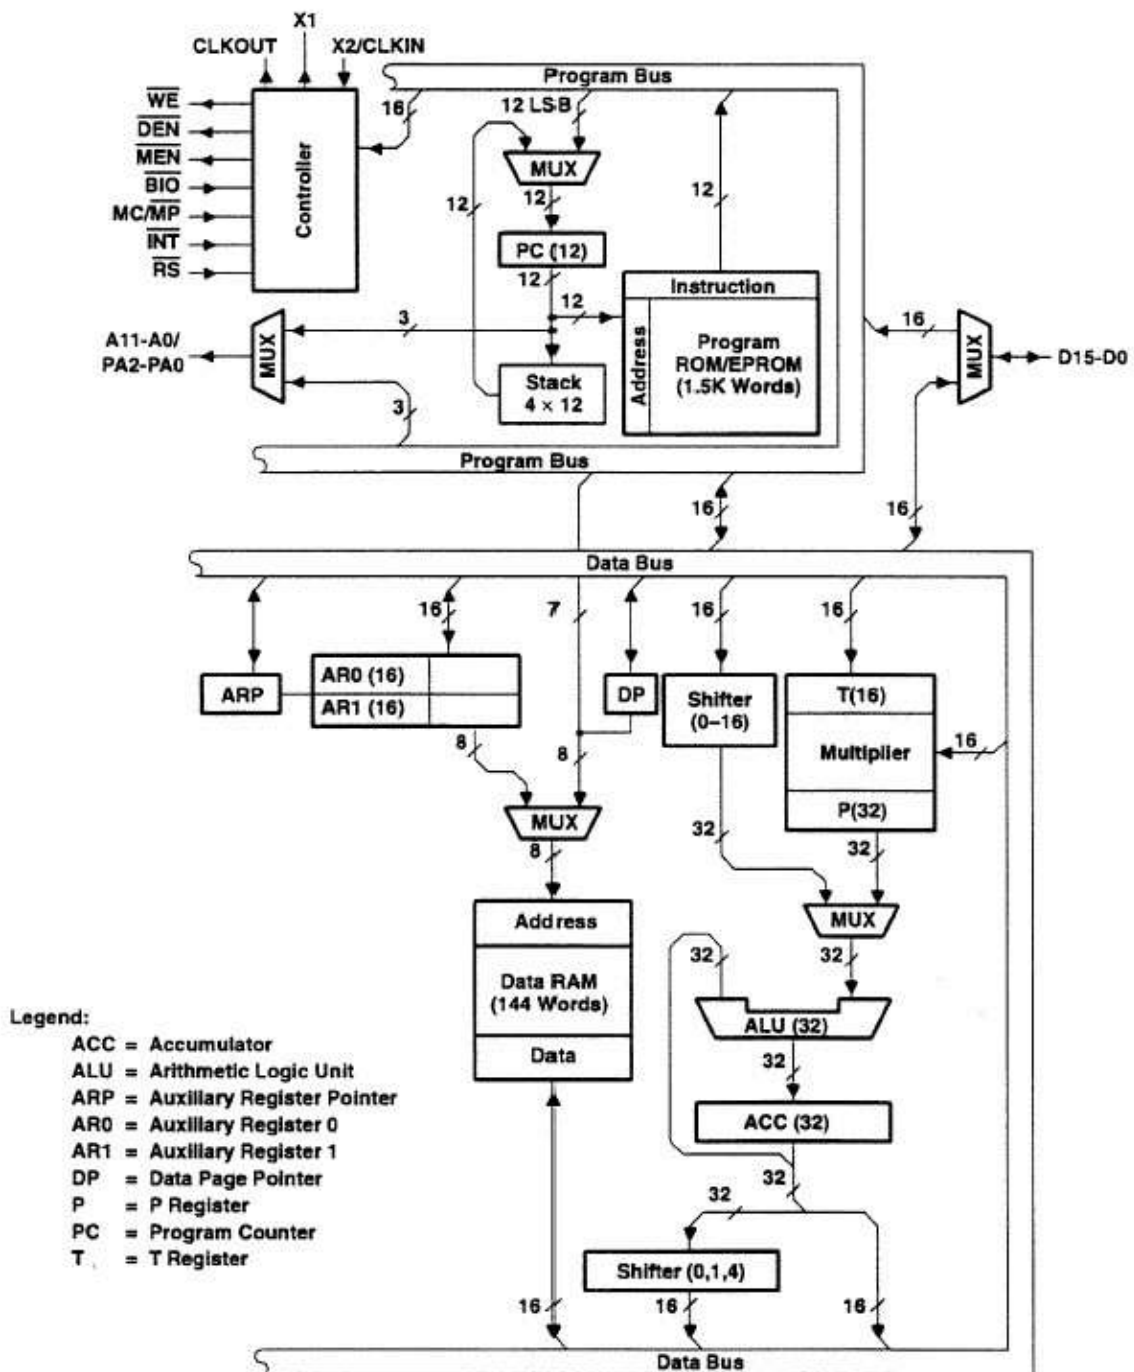 X1
CLKOUT
X2/CLKIN
Program Bus
WE
DEN
MEN
BIO
MC/MP
INT
RS
Controller
16
12 LSB
MUX
12
12
12
PC (12)
12
12
Instruction
Address
Program
ROM/EPROM
(1.5K Words)
A11-A0/
PA2-PA0
MUX
3
3
Stack
4 × 12
16
MUX
D15-D0
Program Bus
16
16
Data Bus
16
7
16
16
ARP
AR0 (16)
AR1 (16)
DP
Shifter
(0–16)
T(16)
Multiplier
P(32)
16
8
8
MUX
8
32
32
MUX
Address
Data RAM
(144 Words)
Data
32
32
ALU (32)
32
ACC (32)
32
32
Shifter (0,1,4)
16
16
16
Data Bus
Legend:
ACC = Accumulator
ALU = Arithmetic Logic Unit
ARP = Auxiliary Register Pointer
AR0 = Auxiliary Register 0
AR1 = Auxiliary Register 1
DP = Data Page Pointer
P = P Register
PC = Program Counter
T = T Register